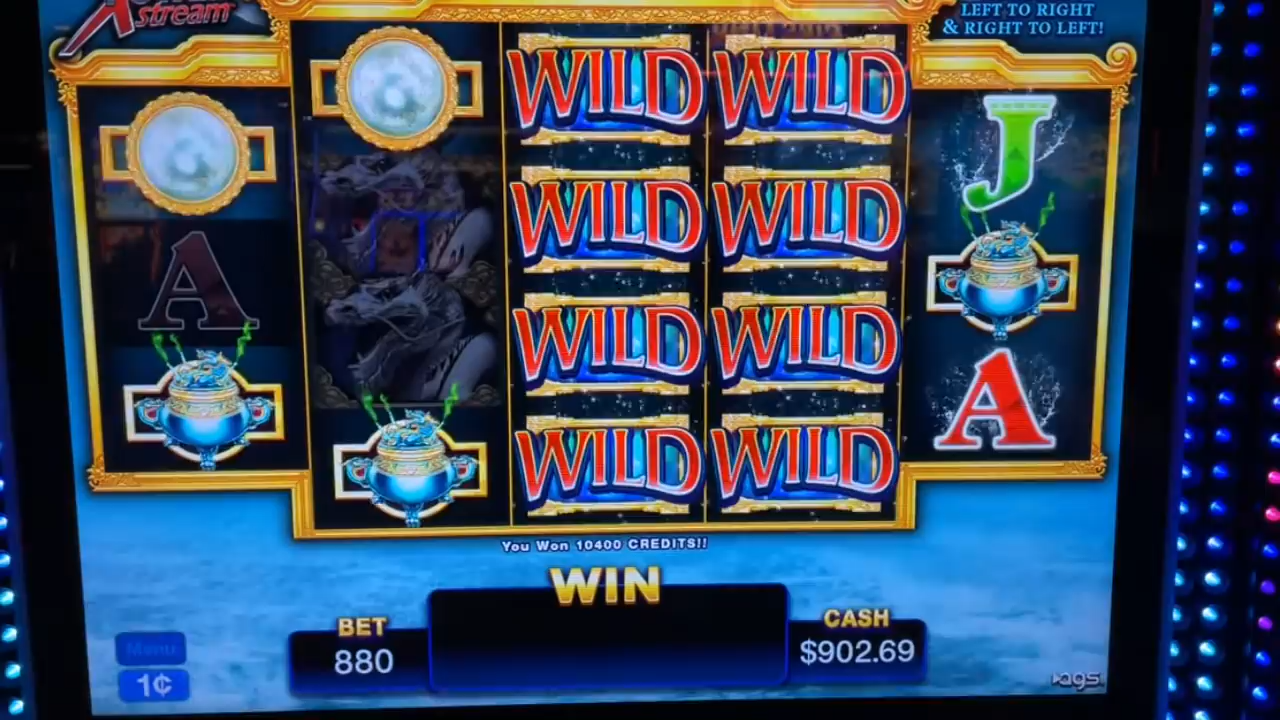 Xtreme
stream
LEFT TO RIGHT
& RIGHT TO LEFT!
WILD WILD
J
WILD WILD
A
WILD WILD
A
WILD WILD
You Won 10400 CREDITS!!
WIN
BET
880
CASH
$902.69
Menu
1¢
ags